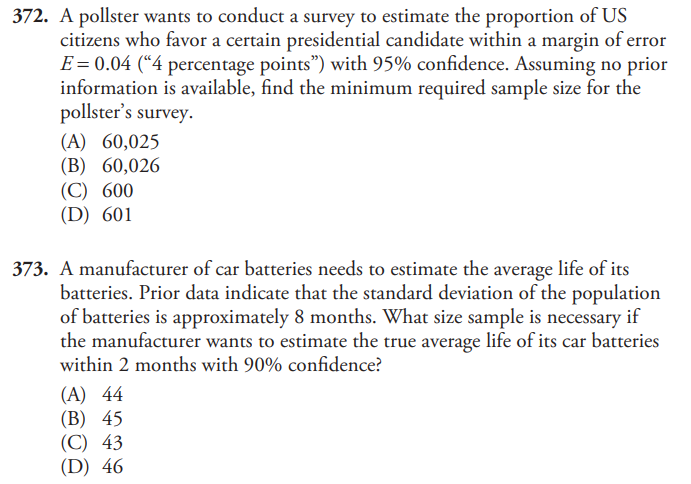 372. A pollster wants to conduct a survey to estimate the proportion of US
citizens who favor a certain presidential candidate within a margin of error
E = 0.04 (“4 percentage points”) with 95% confidence. Assuming no prior
information is available, find the minimum required sample size for the
pollster’s survey.
(A) 60,025
(B) 60,026
(C) 600
(D) 601
373. A manufacturer of car batteries needs to estimate the average life of its
batteries. Prior data indicate that the standard deviation of the population
of batteries is approximately 8 months. What size sample is necessary if
the manufacturer wants to estimate the true average life of its car batteries
within 2 months with 90% confidence?
(A) 44
(B) 45
(C) 43
(D) 46